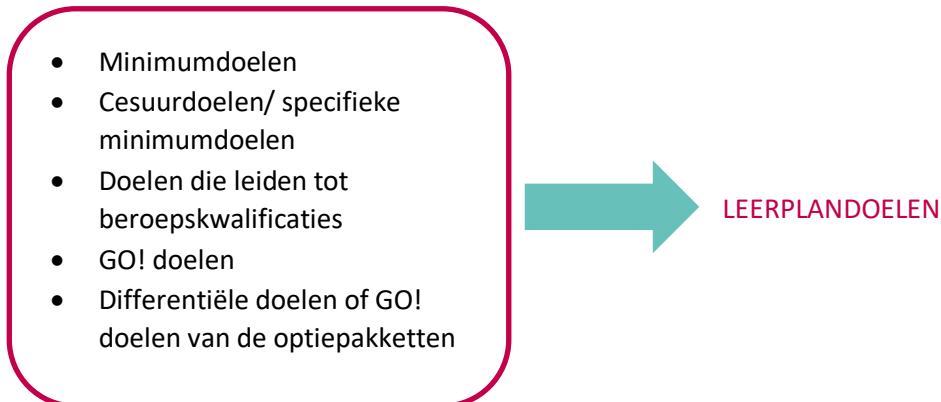 • Minimumdoelen
• Cesuurdoelen/ specifieke
minimumdoelen
• Doelen die leiden tot
beroepskwalificaties
• GO! doelen
• Differentiële doelen of GO!
doelen van de optiepakketten
LEERPLANDOELEN